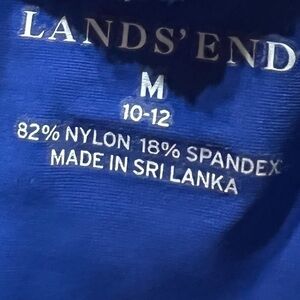 LANDS' END
M
10-12
82% NYLON 18% SPANDEX
MADE IN SRI LANKA